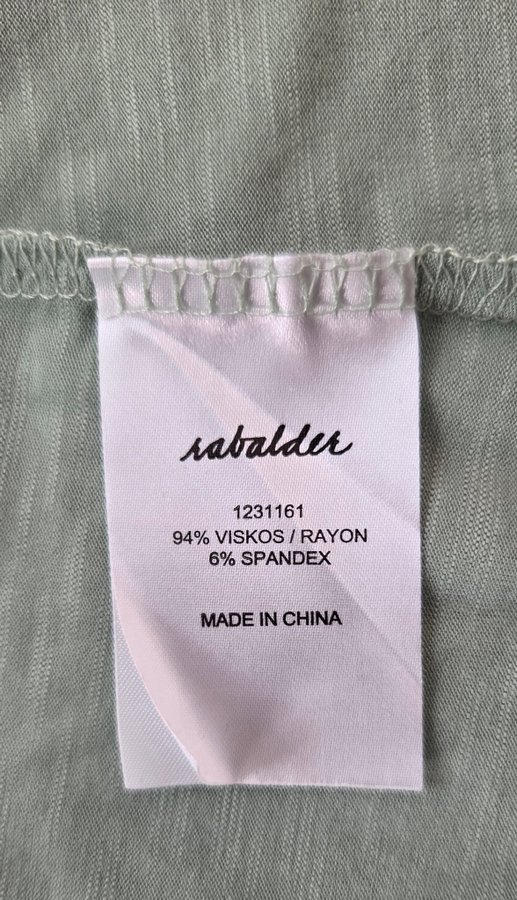 rabalder
1231161
94% VISKOS / RAYON
6% SPANDEX
MADE IN CHINA